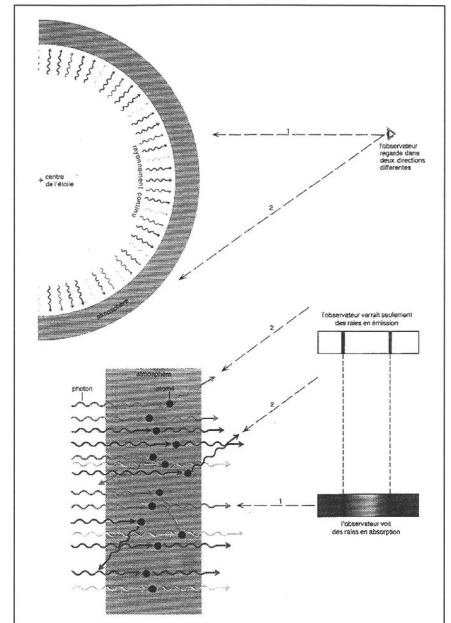 1
l'observateur
regarde dans
deux directions
différentes
centre
de l'étoile
rayonnement continu
2
atmosphère
l'observateur verrait seulement
des raies en émission
2
atmosphère
photon
atome
2
1
l'observateur voit
des raies en absorption